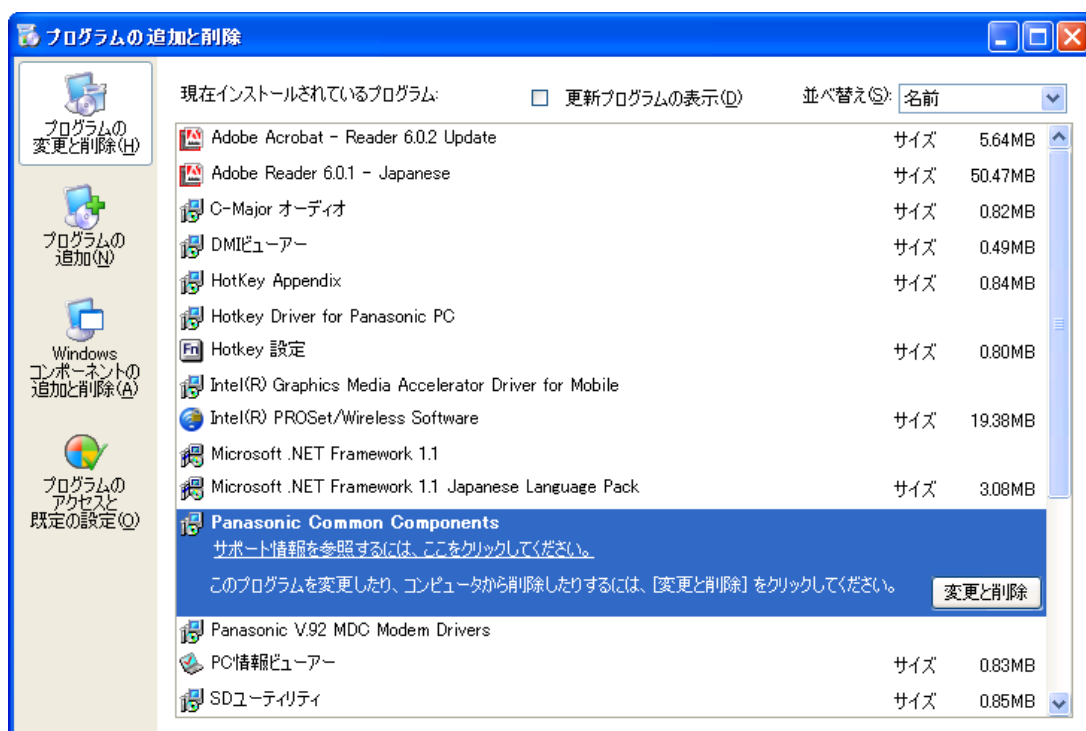 プログラムの追加と削除
プログラムの
変更と削除(H)
プログラムの
追加(N)
Windows
コンポーネントの
追加と削除(A)
プログラムの
アクセスと
既定の設定(O)
現在インストールされているプログラム:
更新プログラムの表示(D)
並べ替え(S): 名前
Adobe Acrobat - Reader 6.0.2 Update サイズ 5.64MB
Adobe Reader 6.0.1 - Japanese サイズ 50.47MB
C-Major オーディオ サイズ 0.82MB
DMIビューアー サイズ 0.49MB
HotKey Appendix サイズ 0.84MB
Hotkey Driver for Panasonic PC
Fn Hotkey 設定 サイズ 0.80MB
Intel(R) Graphics Media Accelerator Driver for Mobile
Intel(R) PROSet/Wireless Software サイズ 19.38MB
Microsoft .NET Framework 1.1
Microsoft .NET Framework 1.1 Japanese Language Pack サイズ 3.08MB
Panasonic Common Components
サポート情報を参照するには、ここをクリックしてください。
このプログラムを変更したり、コンピュータから削除したりするには、[変更と削除] をクリックしてください。 変更と削除
Panasonic V.92 MDC Modem Drivers
PC情報ビューアー サイズ 0.83MB
SDユーティリティ サイズ 0.85MB